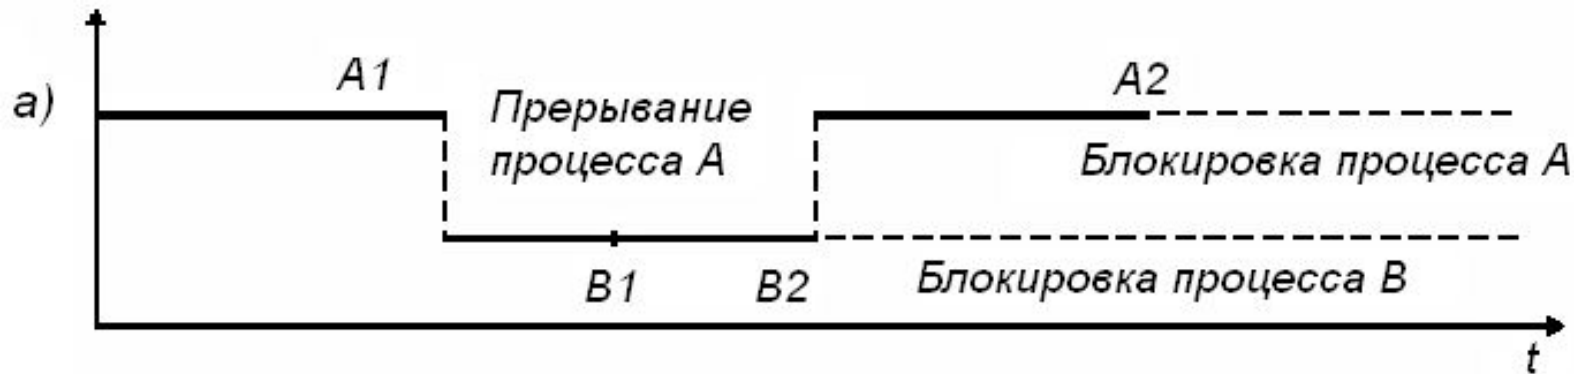 а)
A1
Прерывание
процесса А
A2
Блокировка процесса А
B1
B2
Блокировка процесса В
t